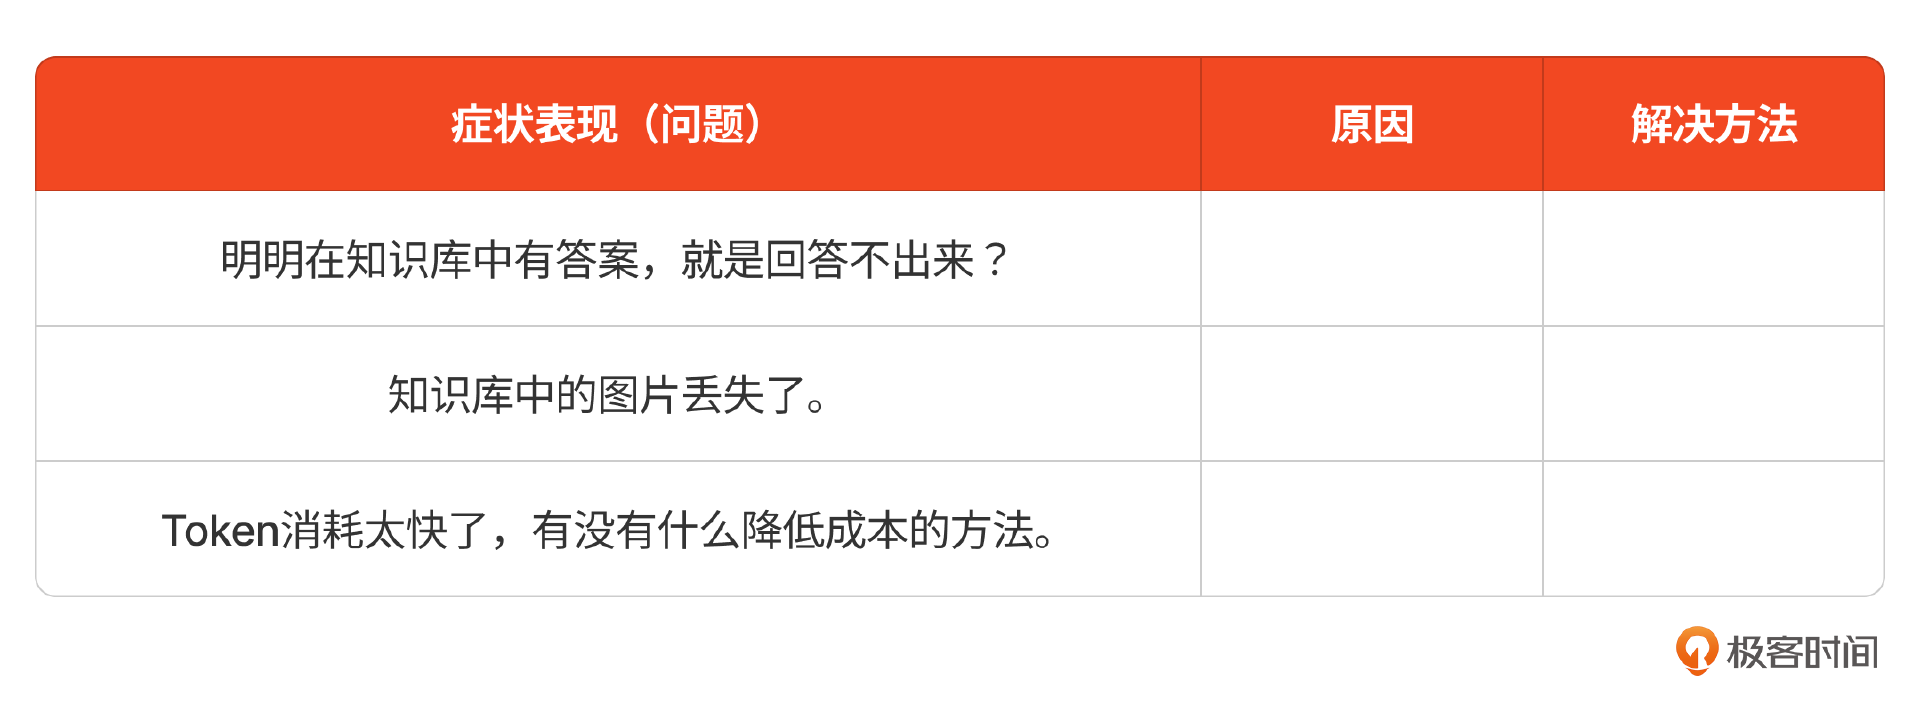 症状表现（问题） 原因 解决方法
明明在知识库中有答案，就是回答不出来？
知识库中的图片丢失了。
Token消耗太快了，有没有什么降低成本的方法。
极客时间